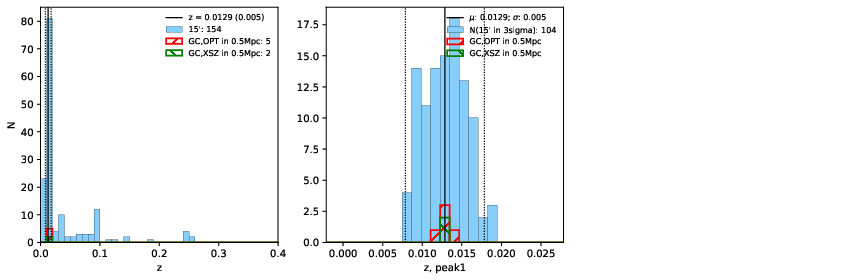 z = 0.0129 (0.005)
15': 154
GC,OPT in 0.5Mpc: 5
GC,XSZ in 0.5Mpc: 2
80
70
60
50
40
30
20
10
0
N
0.0 0.1 0.2 0.3 0.4
z
μ: 0.0129; σ: 0.005
N(15' in 3sigma): 104
GC,OPT in 0.5Mpc
GC,XSZ in 0.5Mpc
17.5
15.0
12.5
10.0
7.5
5.0
2.5
0.0
0.000 0.005 0.010 0.015 0.020 0.025
z, peak1